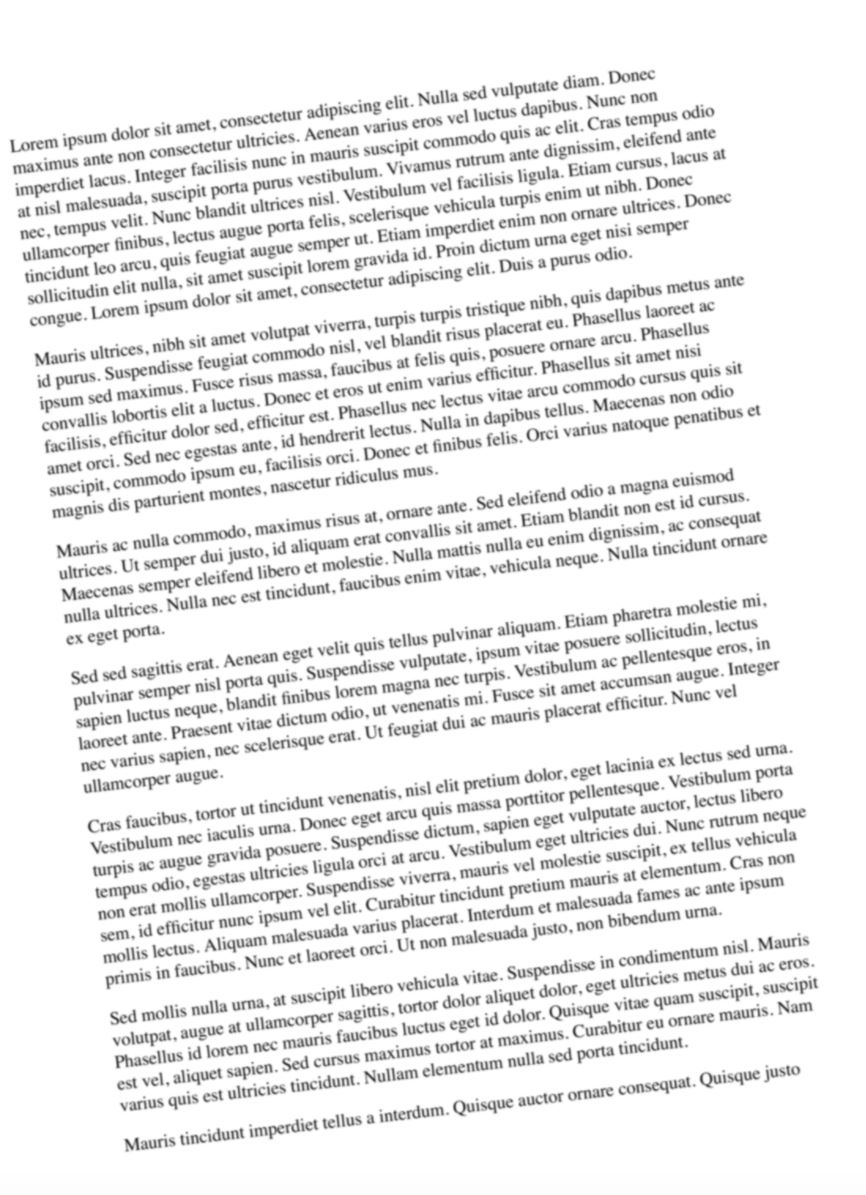 Lorem ipsum dolor sit amet, consectetur adipiscing elit. Nulla sed vulputate diam. Donec
maximus ante non consectetur ultricies. Aenean varius eros vel luctus dapibus. Nunc non
imperdiet lacus. Integer facilisis nunc in mauris suscipit commodo quis ac elit. Cras tempus odio
at nisl malesuada, suscipit porta purus vestibulum. Vivamus rutrum ante dignissim, eleifend ante
nec, tempus velit. Nunc blandit ultrices nisl. Vestibulum vel facilisis ligula. Etiam cursus, lacus at
ullamcorper finibus, lectus augue porta felis, scelerisque vehicula turpis enim ut nibh. Donec
tincidunt leo arcu, quis feugiat augue semper ut. Etiam imperdiet enim non ornare ultrices. Donec
sollicitudin elit nulla, sit amet suscipit lorem gravida id. Proin dictum urna eget nisi semper
congue. Lorem ipsum dolor sit amet, consectetur adipiscing elit. Duis a purus odio.
Mauris ultrices, nibh sit amet volutpat viverra, turpis turpis tristique nibh, quis dapibus metus ante
id purus. Suspendisse feugiat commodo nisl, vel blandit risus placerat eu. Phasellus laoreet ac
ipsum sed maximus. Fusce risus massa, faucibus at felis quis, posuere ornare arcu. Phasellus
convallis lobortis elit a luctus. Donec et eros ut enim varius efficitur. Phasellus sit amet nisi
facilisis, efficitur dolor sed, efficitur est. Phasellus nec lectus vitae arcu commodo cursus quis sit
amet orci. Sed nec egestas ante, id hendrerit lectus. Nulla in dapibus tellus. Maecenas non odio
suscipit, commodo ipsum eu, facilisis orci. Donec et finibus felis. Orci varius natoque penatibus et
magnis dis parturient montes, nascetur ridiculus mus.
Mauris ac nulla commodo, maximus risus at, ornare ante. Sed eleifend odio a magna euismod
ultrices. Ut semper dui justo, id aliquam erat convallis sit amet. Etiam blandit non est id cursus.
Maecenas semper eleifend libero et molestie. Nulla mattis nulla eu enim dignissim, ac consequat
nulla ultrices. Nulla nec est tincidunt, faucibus enim vitae, vehicula neque. Nulla tincidunt ornare
ex eget porta.
Sed sed sagittis erat. Aenean eget velit quis tellus pulvinar aliquam. Etiam pharetra molestie mi,
pulvinar semper nisl porta quis. Suspendisse vulputate, ipsum vitae posuere sollicitudin, lectus
sapien luctus neque, blandit finibus lorem magna nec turpis. Vestibulum ac pellentesque eros, in
laoreet ante. Praesent vitae dictum odio, ut venenatis mi. Fusce sit amet accumsan augue. Integer
nec varius sapien, nec scelerisque erat. Ut feugiat dui ac mauris placerat efficitur. Nunc vel
ullamcorper augue.
Cras faucibus, tortor ut tincidunt venenatis, nisl elit pretium dolor, eget lacinia ex lectus sed urna.
Vestibulum nec iaculis urna. Donec eget arcu quis massa porttitor pellentesque. Vestibulum porta
turpis ac augue gravida posuere. Suspendisse dictum, sapien eget vulputate auctor, lectus libero
tempus odio, egestas ultricies ligula orci at arcu. Vestibulum eget ultricies dui. Nunc rutrum neque
non erat mollis ullamcorper. Suspendisse viverra, mauris vel molestie suscipit, ex tellus vehicula
sem, id efficitur nunc ipsum vel elit. Curabitur tincidunt pretium mauris at elementum. Cras non
mollis lectus. Aliquam malesuada varius placerat. Interdum et malesuada fames ac ante ipsum
primis in faucibus. Nunc et laoreet orci. Ut non malesuada justo, non bibendum urna.
Sed mollis nulla urna, at suscipit libero vehicula vitae. Suspendisse in condimentum nisl. Mauris
volutpat, augue at ullamcorper sagittis, tortor dolor aliquet dolor, eget ultricies metus dui ac eros.
Phasellus id lorem nec mauris faucibus luctus eget id dolor. Quisque vitae quam suscipit, suscipit
est vel, aliquet sapien. Sed cursus maximus tortor at maximus. Curabitur eu ornare mauris. Nam
varius quis est ultricies tincidunt. Nullam elementum nulla sed porta tincidunt.
Mauris tincidunt imperdiet tellus a interdum. Quisque auctor ornare consequat. Quisque justo